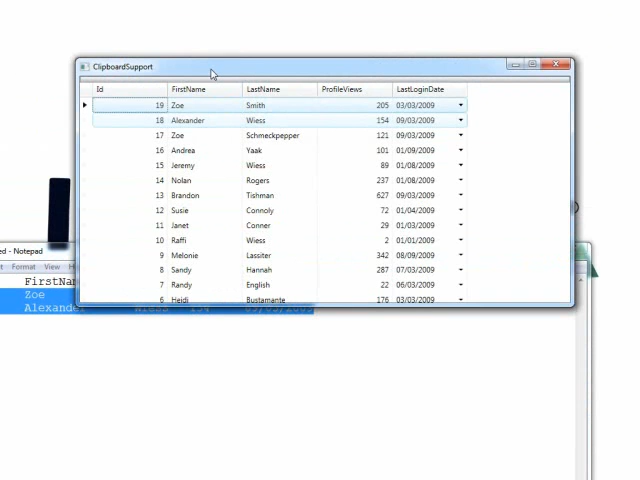 ClipboardSupport
Id FirstName LastName ProfileViews LastLoginDate
19 Zoe Smith 205 03/03/2009
18 Alexander Wiess 154 09/03/2009
17 Zoe Schmeckpepper 121 09/03/2009
16 Andrea Yaak 101 01/09/2009
15 Jeremy Wiess 89 01/08/2009
14 Nolan Rogers 237 01/08/2009
13 Brandon Tishman 627 09/03/2009
12 Susie Connoly 72 01/04/2009
11 Janet Conner 29 01/03/2009
10 Raffi Wiess 2 01/01/2009
9 Melonie Lassiter 342 08/09/2009
8 Sandy Hannah 287 07/03/2009
7 Randy English 22 06/03/2009
6 Heidi Bustamante 176 03/03/2009
ed - Notepad
Format View
FirstNam
Zoe
Alexander Wiess 154 09/03/2009